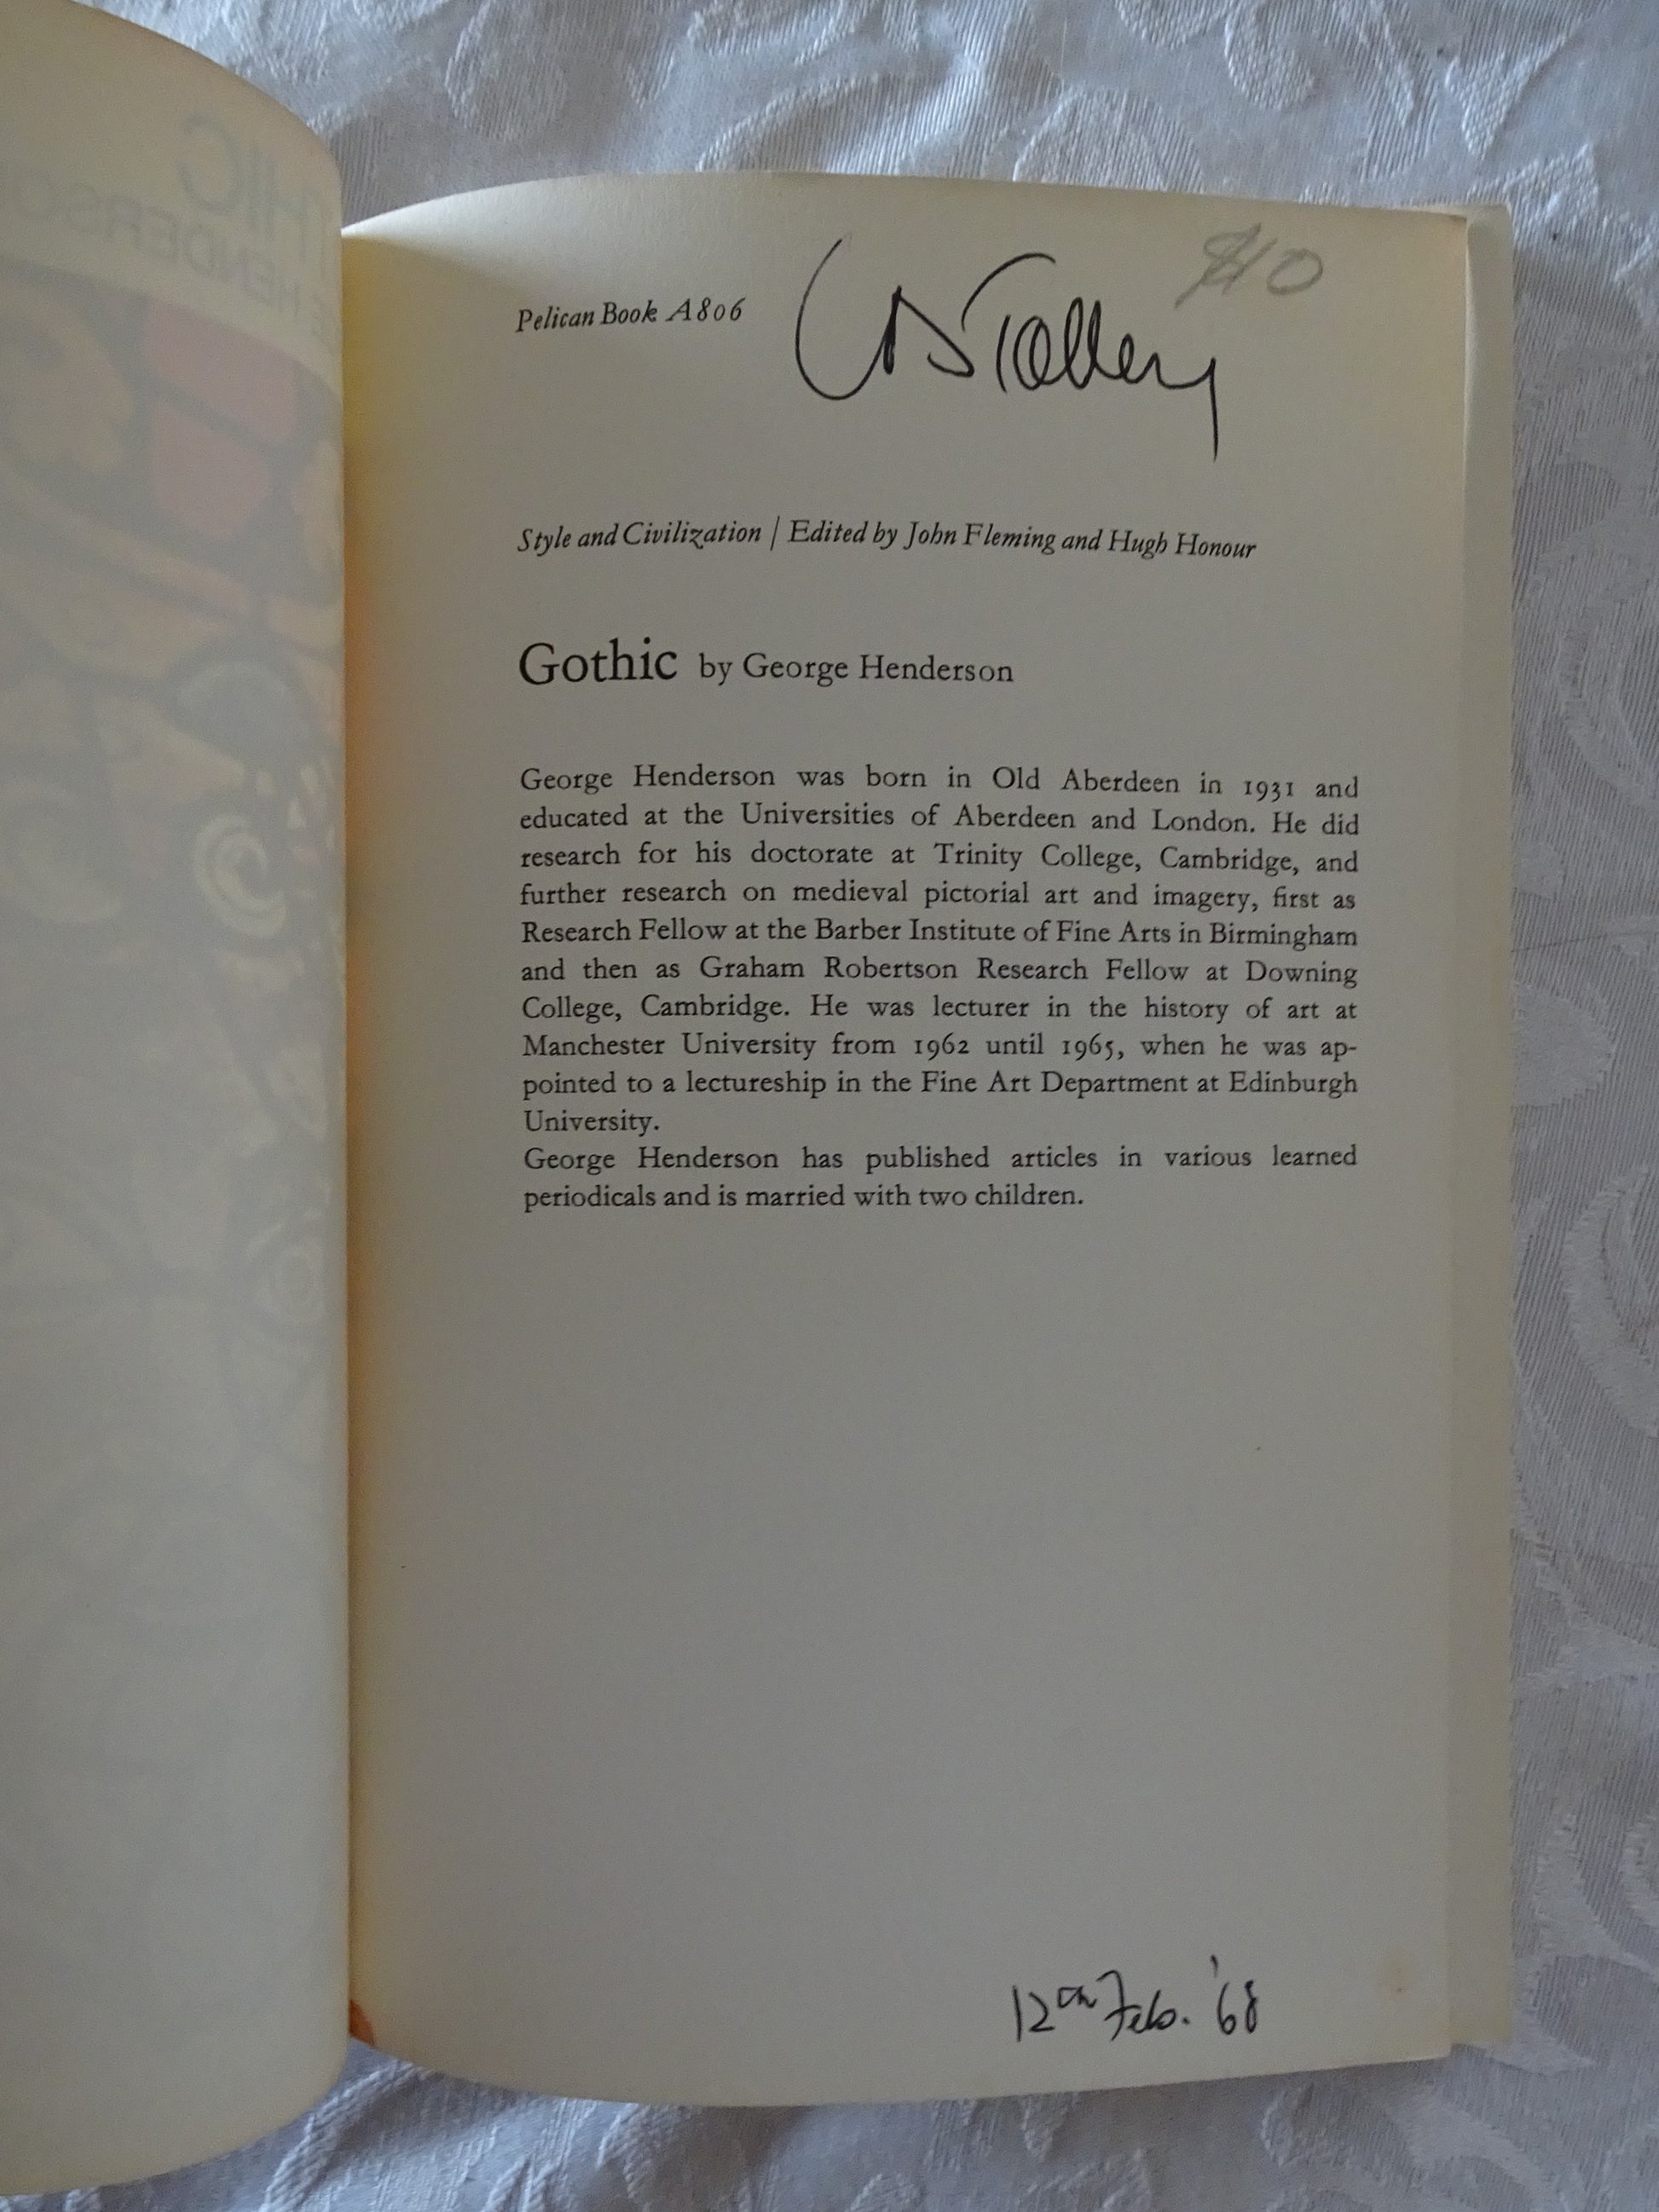 HIC
HENDERSO
$10
Pelican Book A806
Style and Civilization | Edited by John Fleming and Hugh Honour
Gothic by George Henderson
George Henderson was born in Old Aberdeen in 1931 and
educated at the Universities of Aberdeen and London. He did
research for his doctorate at Trinity College, Cambridge, and
further research on medieval pictorial art and imagery, first as
Research Fellow at the Barber Institute of Fine Arts in Birmingham
and then as Graham Robertson Research Fellow at Downing
College, Cambridge. He was lecturer in the history of art at
Manchester University from 1962 until 1965, when he was ap-
pointed to a lectureship in the Fine Art Department at Edinburgh
University.
George Henderson has published articles in various learned
periodicals and is married with two children.
12th Feb. '68